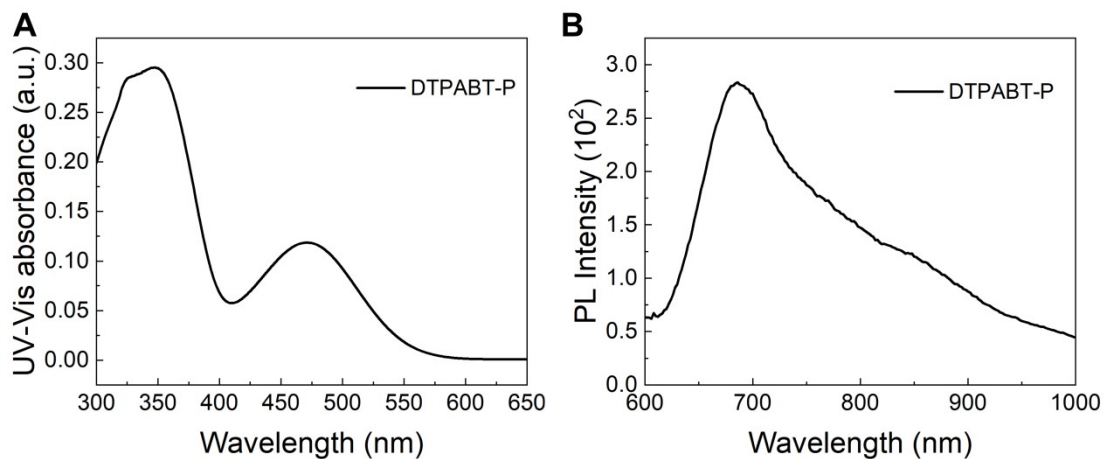 A
UV-Vis absorbance (a.u.)
0.30
0.25
0.20
0.15
0.10
0.05
0.00
DTPABT-P
300 350 400 450 500 550 600 650
Wavelength (nm)
B
PL Intensity (10²)
3.0
2.5
2.0
1.5
1.0
0.5
0.0
DTPABT-P
600 700 800 900 1000
Wavelength (nm)